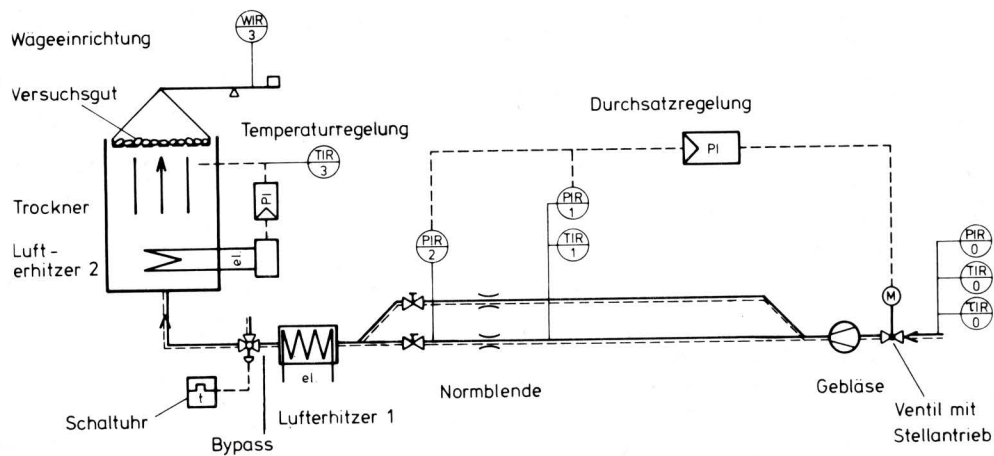 WIR
3
Wägeeinrichtung
Versuchsgut
Temperaturregelung
TIR
3
Durchsatzregelung
PI
PI
Trockner
Luft-
erhitzer 2
el.
PIR
2
PIR
1
TIR
1
PIR
0
TIR
0
TIR
0
M
t
el.
Schaltuhr
Bypass
Lufterhitzer 1
Normblende
Gebläse
Ventil mit
Stellantrieb